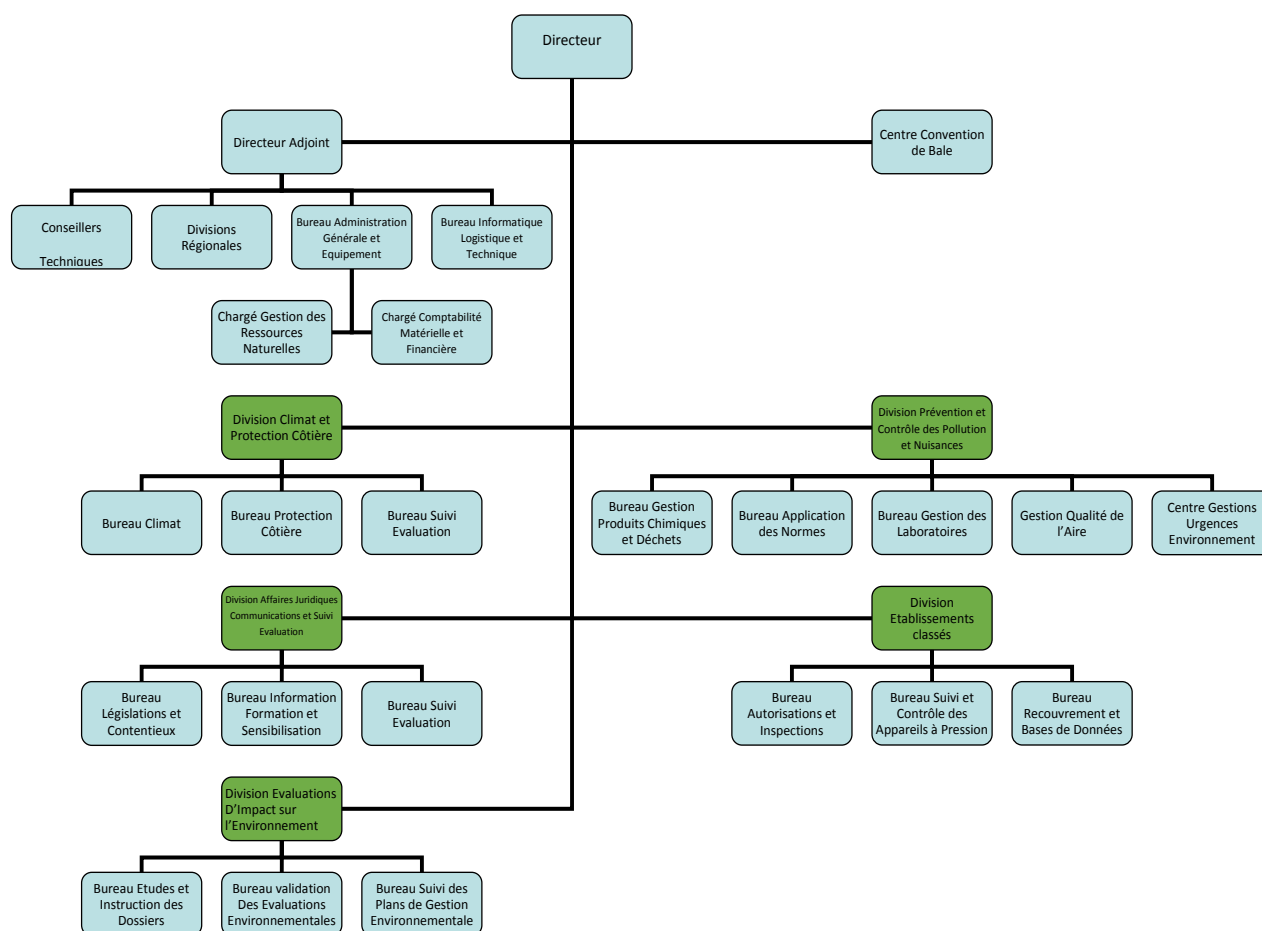 Directeur
Directeur Adjoint
Centre Convention
de Bale
Conseillers
Techniques
Divisions
Régionales
Bureau Administration
Générale et
Equipement
Bureau Informatique
Logistique et
Technique
Chargé Gestion des
Ressources
Naturelles
Chargé Comptabilité
Matérielle et
Financière
Division Climat et
Protection Côtière
Division Prévention et
Contrôle des Pollution
et Nuisances
Bureau Climat
Bureau Protection
Côtière
Bureau Suivi
Evaluation
Bureau Gestion
Produits Chimiques
et Déchets
Bureau Application
des Normes
Bureau Gestion des
Laboratoires
Gestion Qualité de
l’Aire
Centre Gestions
Urgences
Environnement
Division Affaires Juridiques
Communications et Suivi
Evaluation
Division
Etablissements
classés
Bureau
Législations et
Contentieux
Bureau Information
Formation et
Sensibilisation
Bureau Suivi
Evaluation
Bureau
Autorisations et
Inspections
Bureau Suivi et
Contrôle des
Appareils à Pression
Bureau
Recouvrement et
Bases de Données
Division Evaluations
D’Impact sur
l’Environnement
Bureau Etudes et
Instruction des
Dossiers
Bureau validation
Des Evaluations
Environnementales
Bureau Suivi des
Plans de Gestion
Environnementale